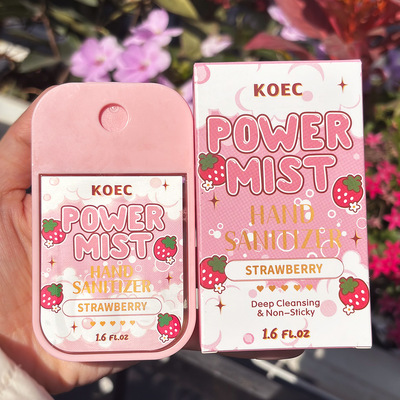 KOEC
POWER
MIST
HAND
SANITIZER
STRAWBERRY
1.6 FL.OZ
KOEC
POWER
MIST
HAND
SANITIZER
STRAWBERRY
Deep Cleansing
& Non-Sticky
1.6 FL.OZ